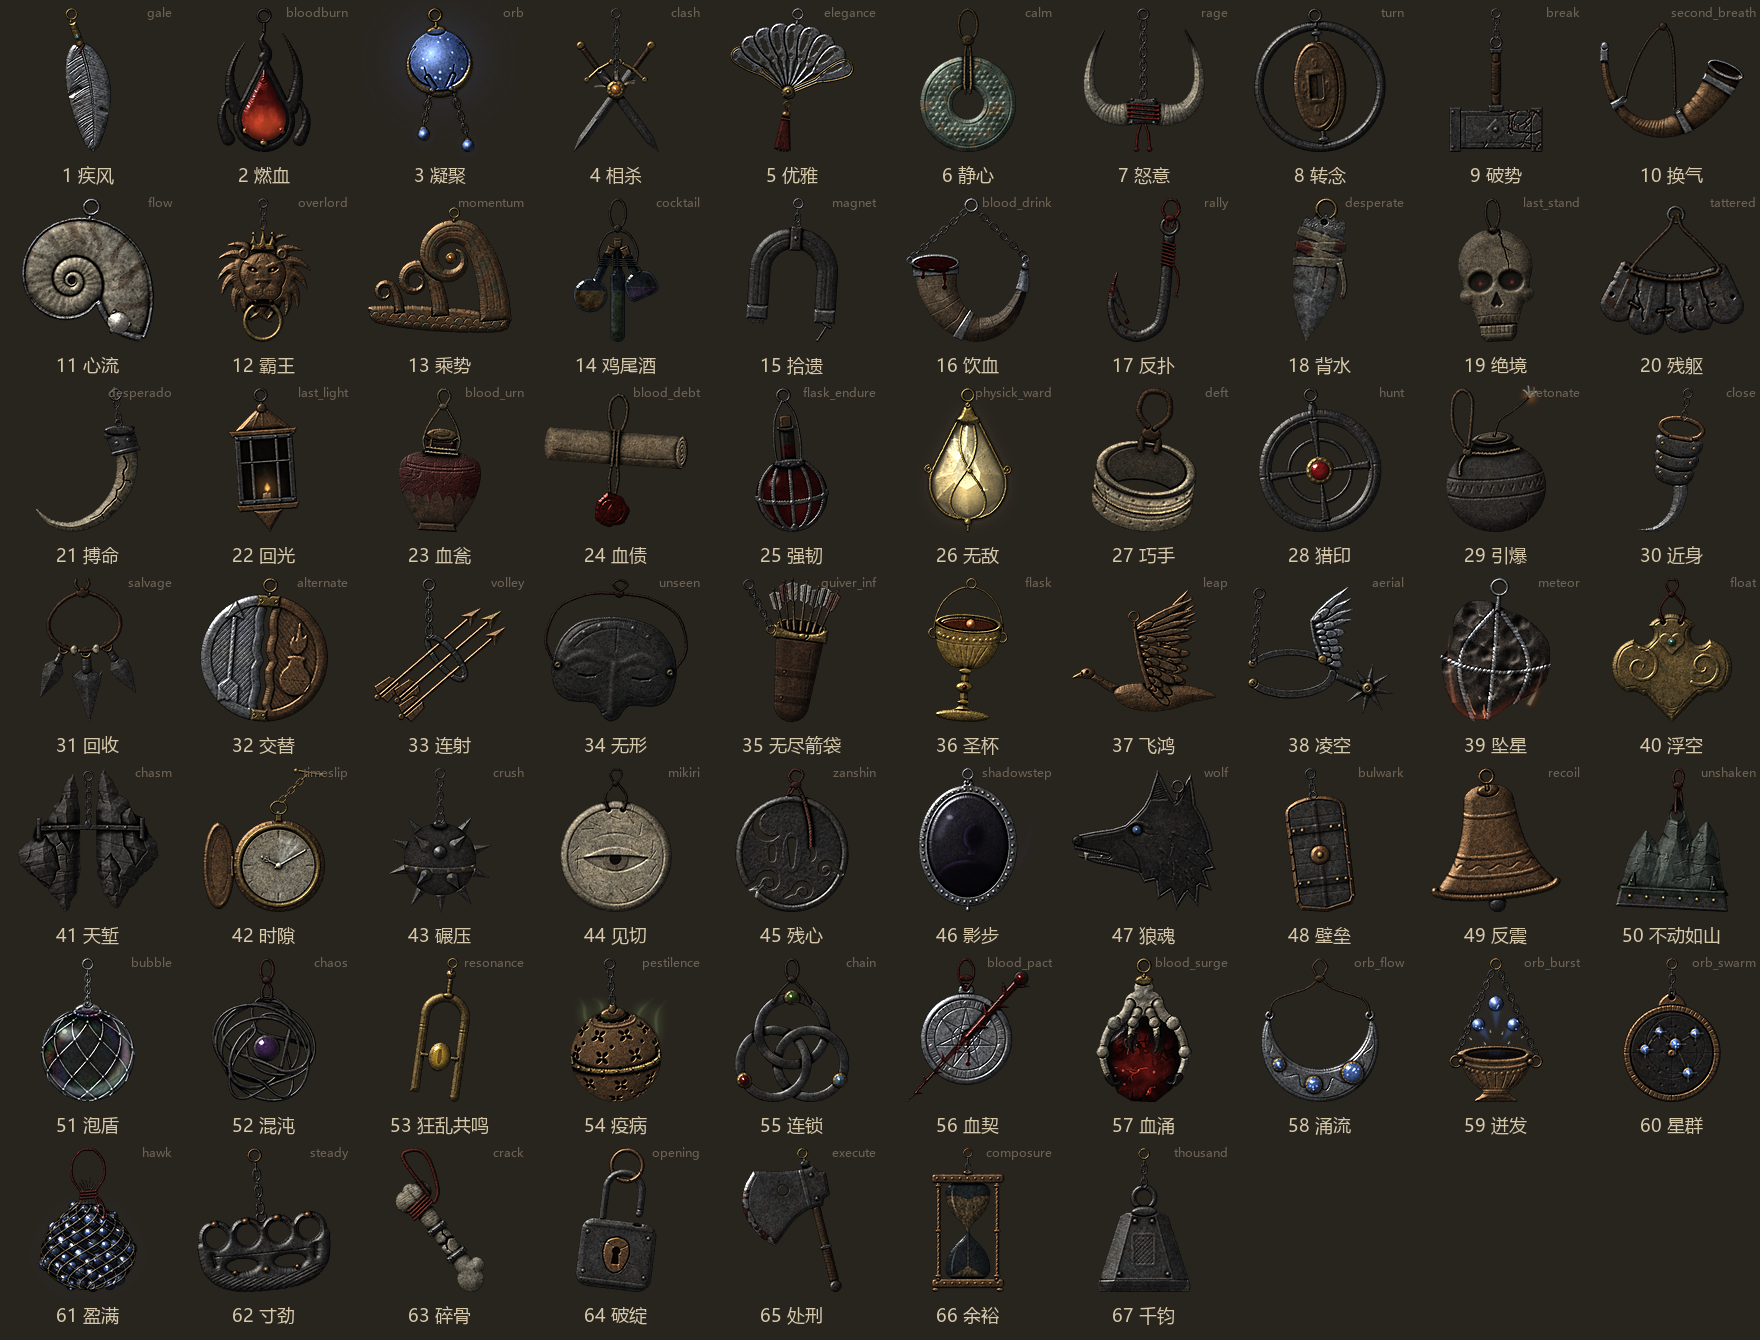 gale
bloodburn
orb
clash
elegance
calm
rage
turn
break
second_breath
1 疾风
2 燃血
3 凝聚
4 相杀
5 优雅
6 静心
7 怒意
8 转念
9 破势
10 换气
flow
overlord
momentum
cocktail
magnet
blood_drink
rally
desperate
last_stand
tattered
11 心流
12 霸王
13 乘势
14 鸡尾酒
15 拾遗
16 饮血
17 反扑
18 背水
19 绝境
20 残躯
desperado
last_light
blood_urn
blood_debt
flask_endure
physick_ward
deft
hunt
detonate
close
21 搏命
22 回光
23 血瓮
24 血债
25 强韧
26 无敌
27 巧手
28 猎印
29 引爆
30 近身
salvage
alternate
volley
unseen
quiver_inf
flask
leap
aerial
meteor
float
31 回收
32 交替
33 连射
34 无形
35 无尽箭袋
36 圣杯
37 飞鸿
38 凌空
39 坠星
40 浮空
chasm
timeslip
crush
mikiri
zanshin
shadowstep
wolf
bulwark
recoil
unshaken
41 天堑
42 时隙
43 碾压
44 见切
45 残心
46 影步
47 狼魂
48 壁垒
49 反震
50 不动如山
bubble
chaos
resonance
pestilence
chain
blood_pact
blood_surge
orb_flow
orb_burst
orb_swarm
51 泡盾
52 混沌
53 狂乱共鸣
54 疫病
55 连锁
56 血契
57 血涌
58 涌流
59 迸发
60 星群
hawk
steady
crack
opening
execute
composure
thousand
61 盈满
62 寸劲
63 碎骨
64 破绽
65 处刑
66 余裕
67 千钧